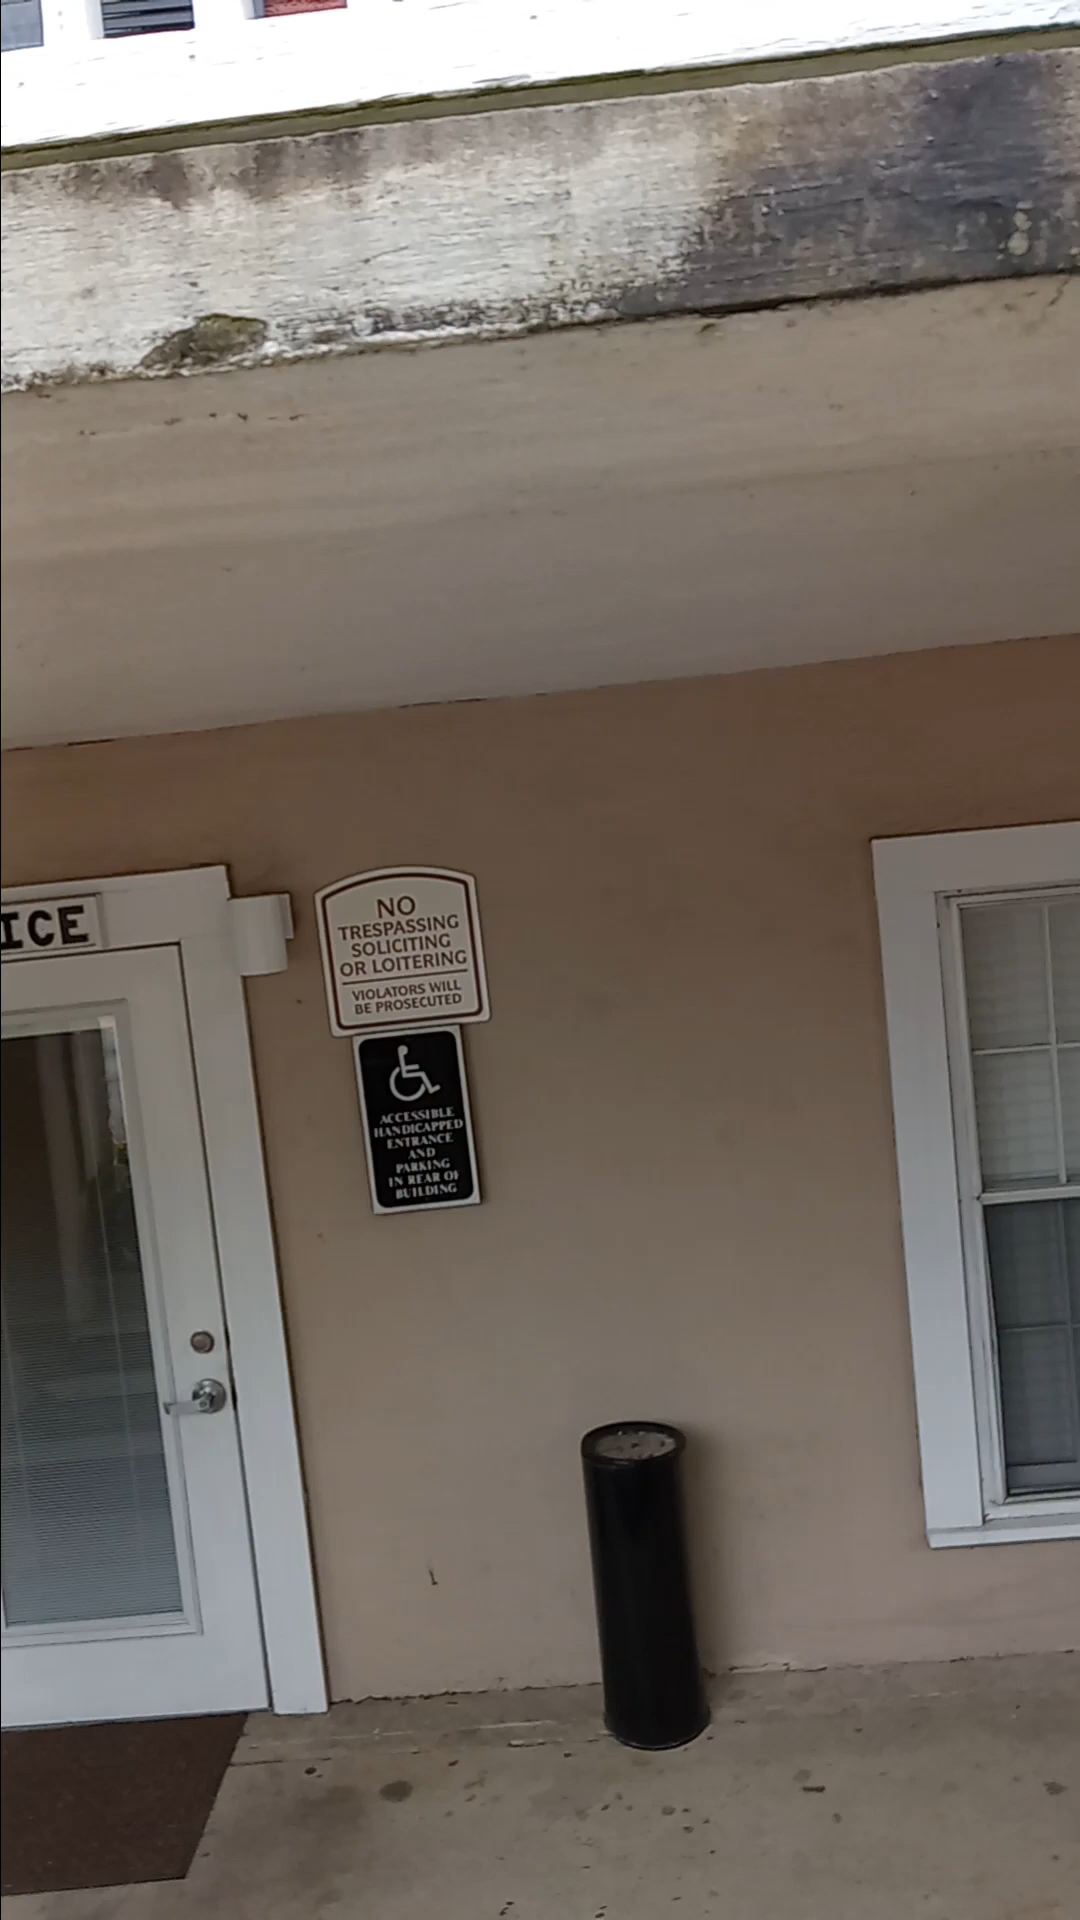 ICE
NO
TRESPASSING
SOLICITING
OR LOITERING
VIOLATORS WILL
BE PROSECUTED
ACCESSIBLE
HANDICAPPED
ENTRANCE
AND
PARKING
IN REAR OF
BUILDING